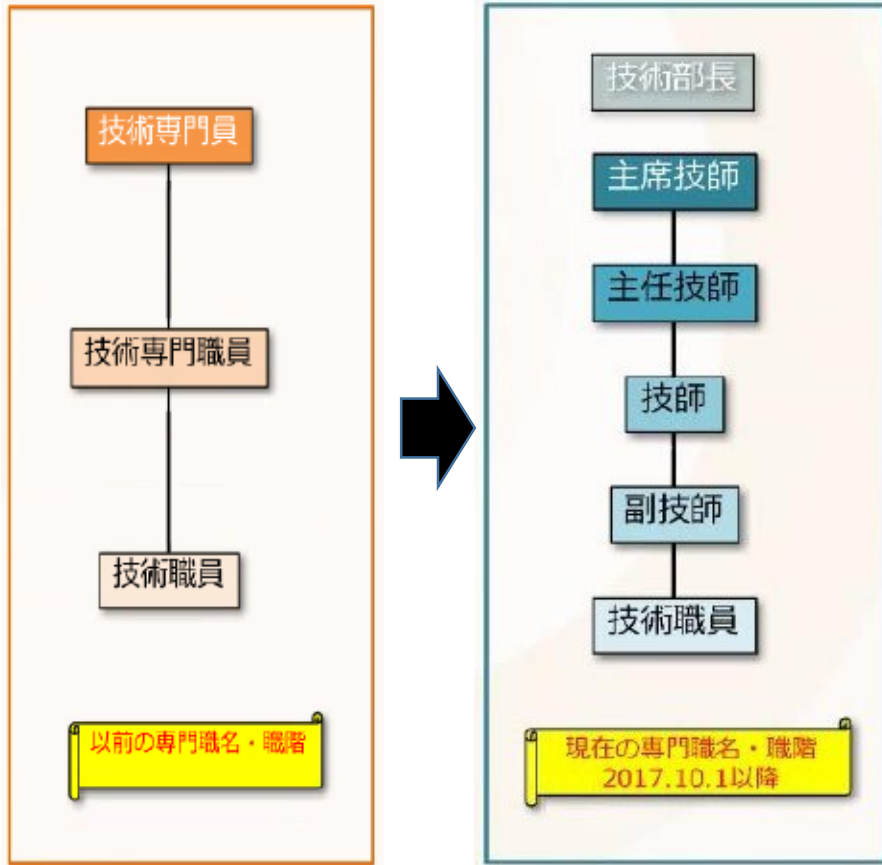 技術専門員
技術専門職員
技術職員
以前の専門職名・職階
技術部長
主席技師
主任技師
技師
副技師
技術職員
現在の専門職名・職階
2017.10.1以降